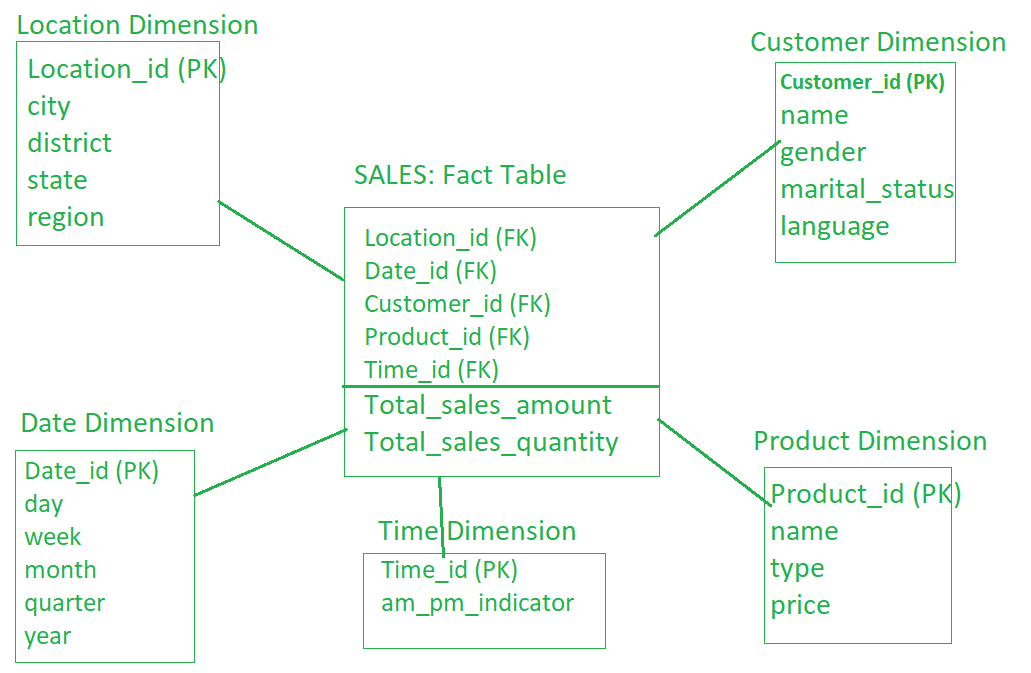 Location Dimension
Location_id (PK)
city
district
state
region
Customer Dimension
Customer_id (PK)
name
gender
marital_status
language
SALES: Fact Table
Location_id (FK)
Date_id (FK)
Customer_id (FK)
Product_id (FK)
Time_id (FK)
Total_sales_amount
Total_sales_quantity
Date Dimension
Date_id (PK)
day
week
month
quarter
year
Time Dimension
Time_id (PK)
am_pm_indicator
Product Dimension
Product_id (PK)
name
type
price